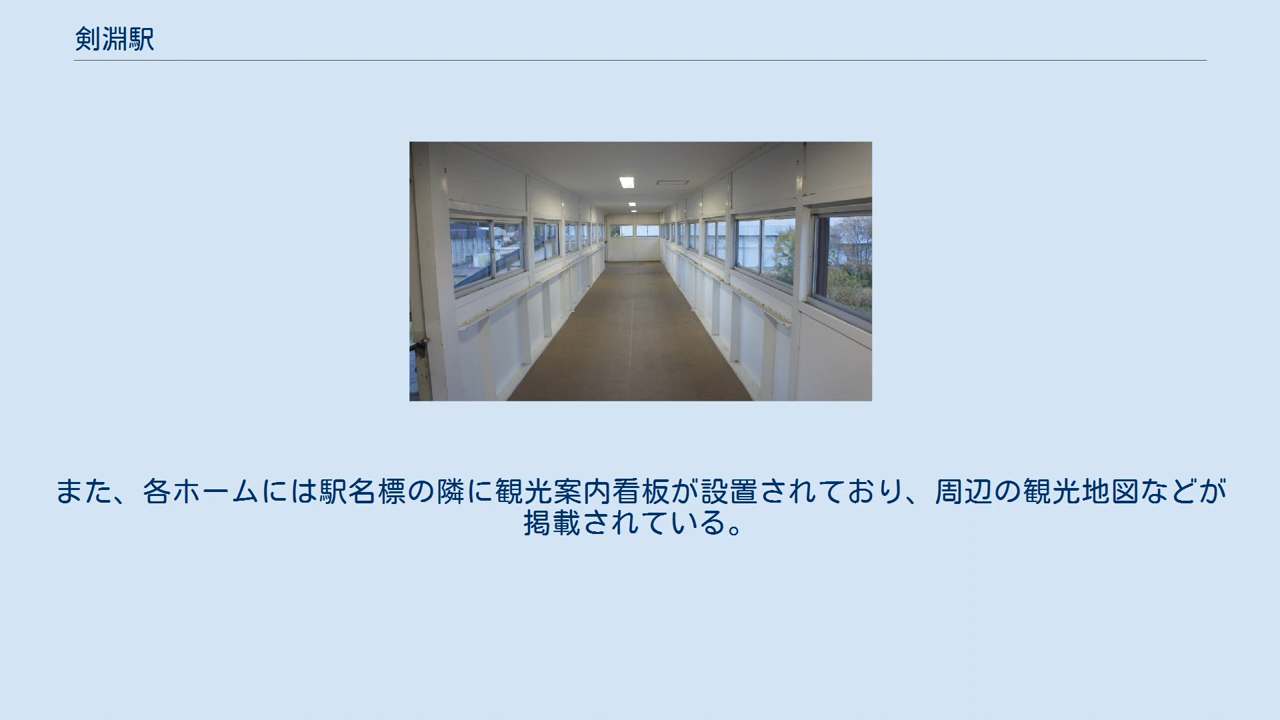 剣淵駅
また、各ホームには駅名標の隣に観光案内看板が設置されており、周辺の観光地図などが
掲載されている。